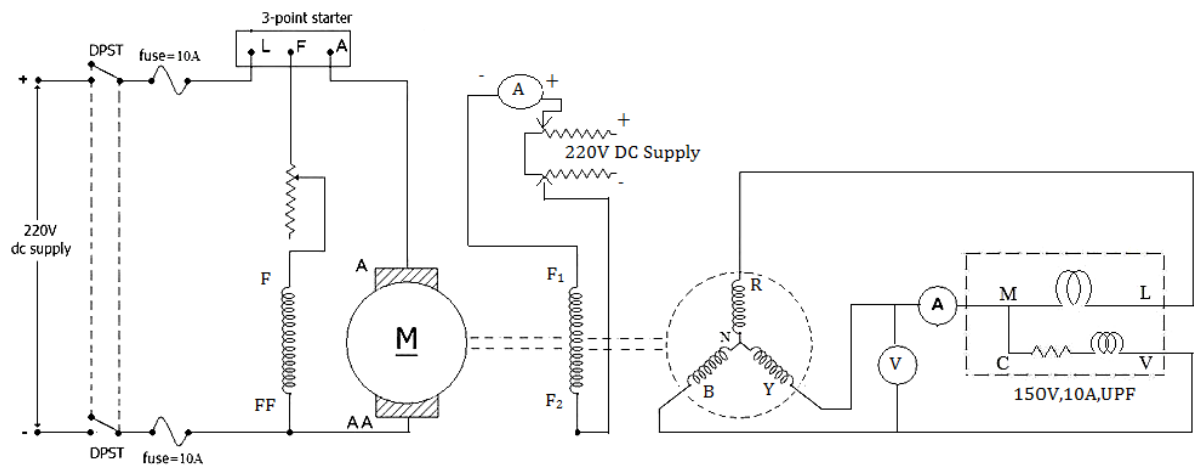 3-point starter
L F A
DPST
fuse=10A
+
220V
dc supply
-
DPST
fuse=10A
F
FF
A
M
AA
- A +
+
220V DC Supply
-
F1
F2
R
N
B Y
V
A
M L
C V
150V,10A,UPF